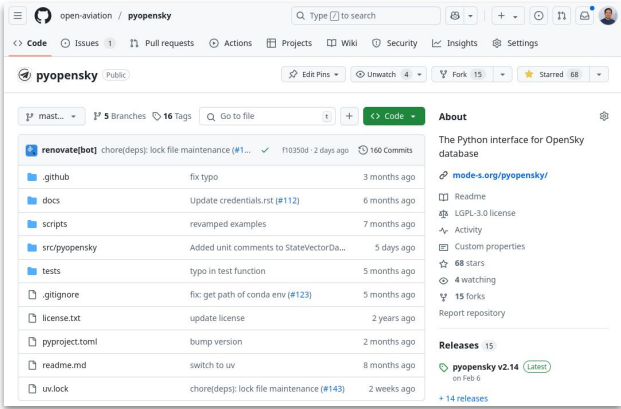 open-aviation / pyopensky
Type / to search
Code
Issues 1
Pull requests
Actions
Projects
Wiki
Security
Insights
Settings
pyopensky Public
Edit Pins
Unwatch 4
Fork 15
Starred 68
mast...
5 Branches
16 Tags
Go to file t
+
<> Code
renovate[bot] chore(deps): lock file maintenance (#1... f10350d · 2 days ago 160 Commits
.github fix typo 3 months ago
docs Update credentials.rst (#112) 6 months ago
scripts revamped examples 7 months ago
src/pyopensky Added unit comments to StateVectorDa... 5 days ago
tests typo in test function 5 months ago
.gitignore fix: get path of conda env (#123) 5 months ago
license.txt update license 2 years ago
pyproject.toml bump version 2 months ago
readme.md switch to uv 8 months ago
uv.lock chore(deps): lock file maintenance (#143) 2 weeks ago
About
The Python interface for OpenSky
database
mode-s.org/pyopensky/
Readme
LGPL-3.0 license
Activity
Custom properties
68 stars
4 watching
15 forks
Report repository
Releases 15
pyopensky v2.14 Latest
on Feb 6
+ 14 releases